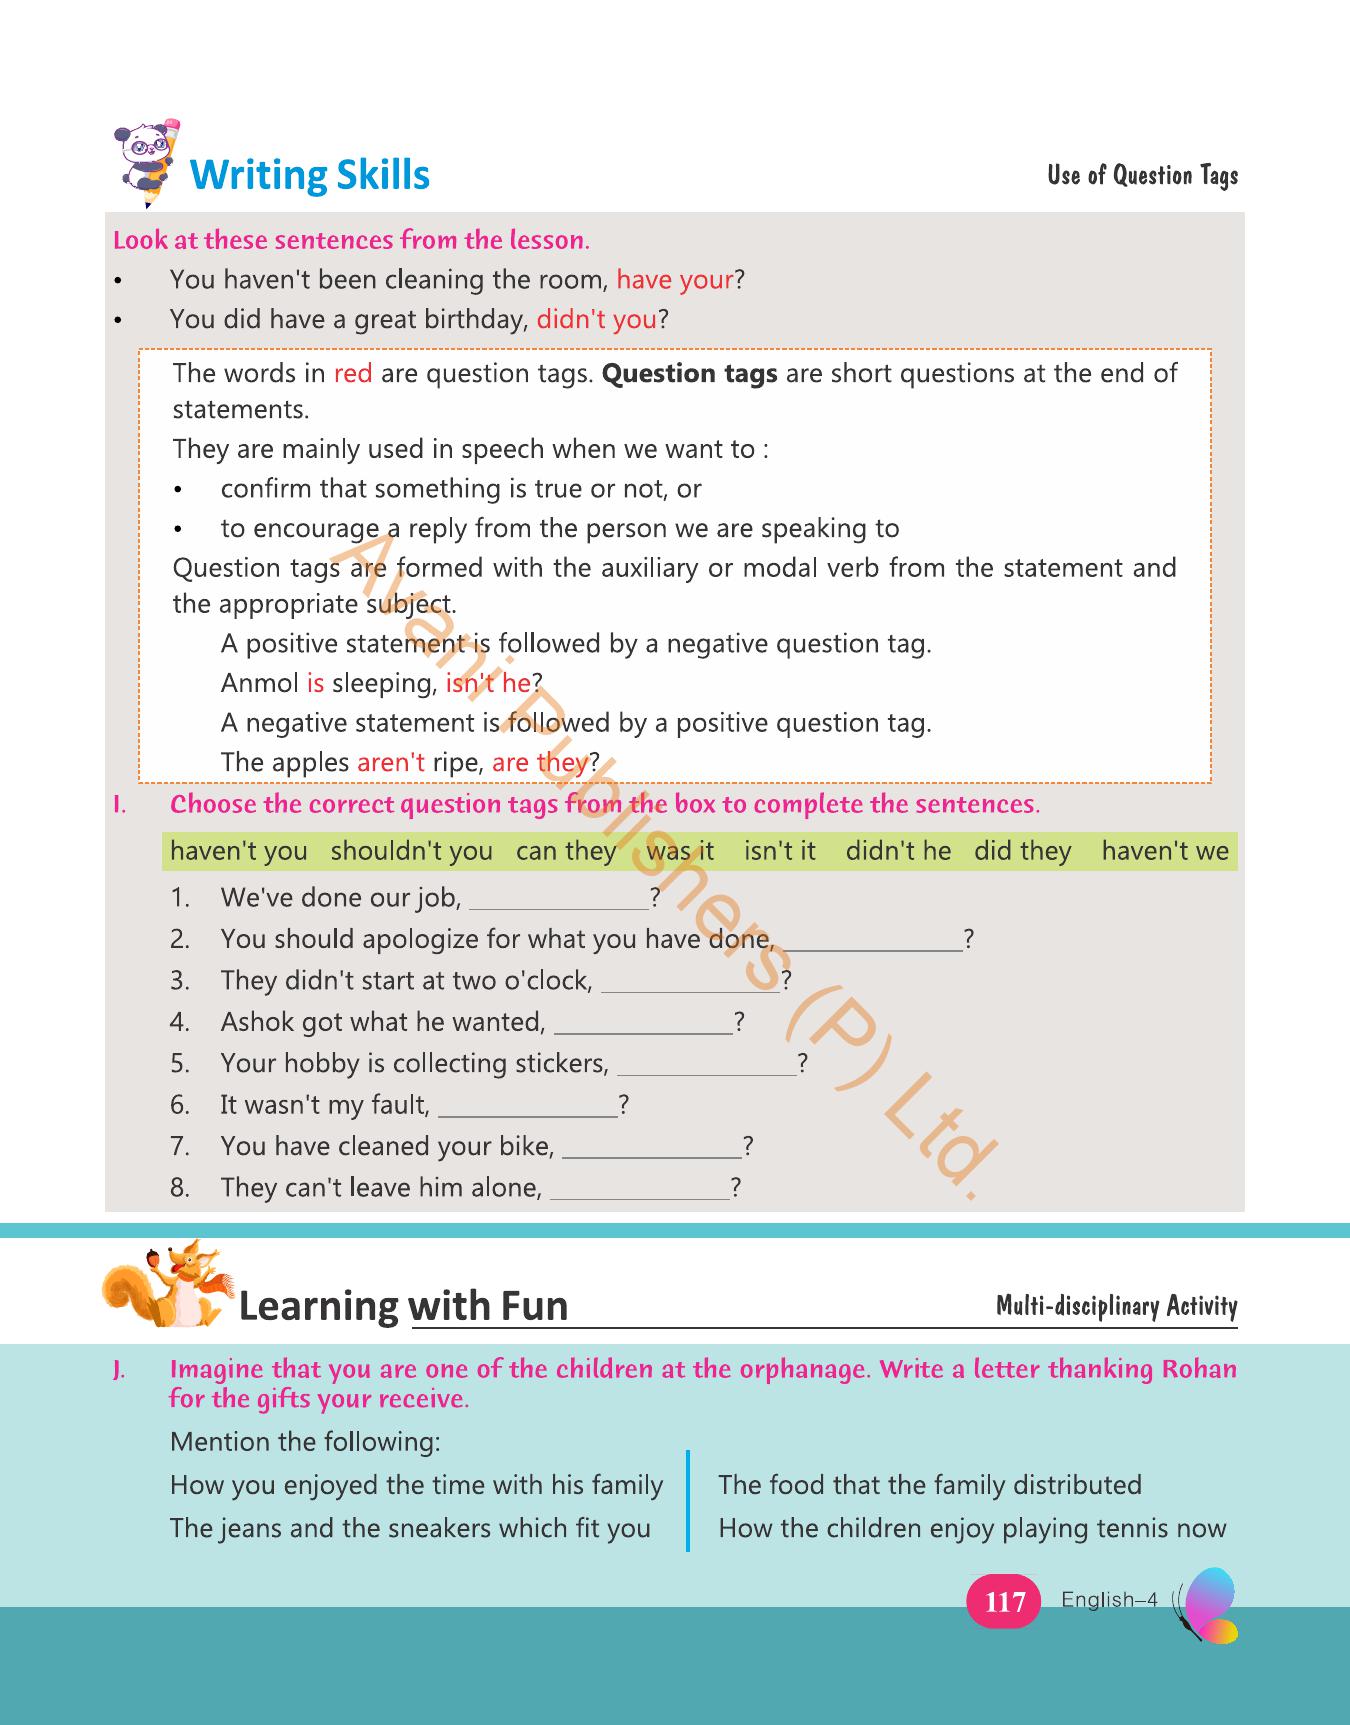 Writing Skills
Use of Question Tags
Look at these sentences from the lesson.
• You haven't been cleaning the room, have your?
• You did have a great birthday, didn't you?
The words in red are question tags. Question tags are short questions at the end of
statements.
They are mainly used in speech when we want to :
• confirm that something is true or not, or
• to encourage a reply from the person we are speaking to
Question tags are formed with the auxiliary or modal verb from the statement and
the appropriate subject.
A positive statement is followed by a negative question tag.
Anmol is sleeping, isn't he?
A negative statement is followed by a positive question tag.
The apples aren't ripe, are they?
I. Choose the correct question tags from the box to complete the sentences.
haven't you shouldn't you can they was it isn't it didn't he did they haven't we
1. We've done our job, _____________?
2. You should apologize for what you have done, _____________?
3. They didn't start at two o'clock, _____________?
4. Ashok got what he wanted, _____________?
5. Your hobby is collecting stickers, _____________?
6. It wasn't my fault, _____________?
7. You have cleaned your bike, _____________?
8. They can't leave him alone, _____________?
Avani Publishers (P) Ltd.
Learning with Fun
Multi-disciplinary Activity
J. Imagine that you are one of the children at the orphanage. Write a letter thanking Rohan
for the gifts your receive.
Mention the following:
How you enjoyed the time with his family
The jeans and the sneakers which fit you
The food that the family distributed
How the children enjoy playing tennis now
117 English–4